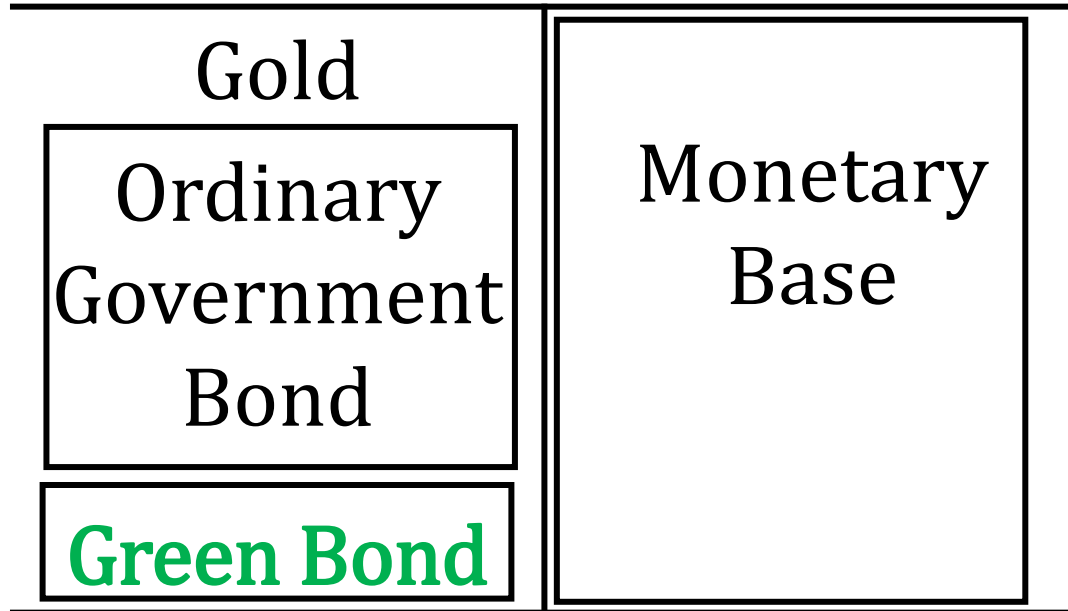 Gold
Ordinary
Government
Bond
Green Bond
Monetary
Base